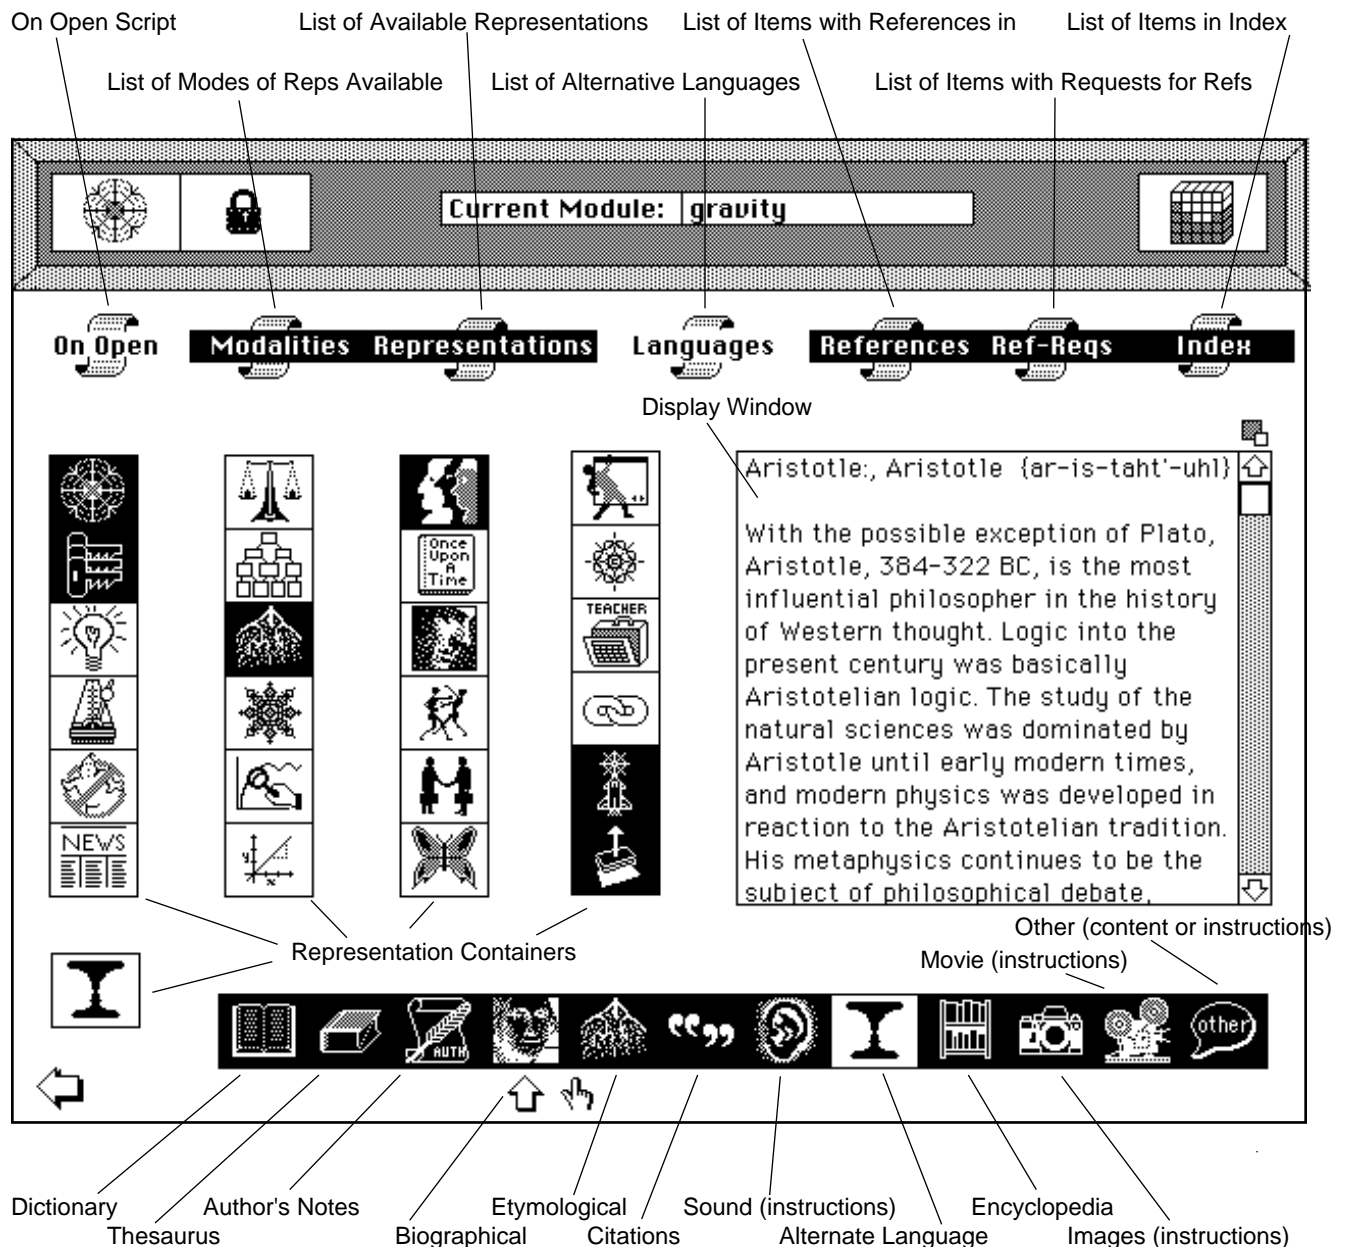 On Open Script
List of Available Representations
List of Items with References in
List of Items in Index
List of Modes of Reps Available
List of Alternative Languages
List of Items with Requests for Refs
Current Module: gravity
On Open
Modalities
Representations
Languages
References
Ref-Reqs
Index
Display Window
Once
Upon
A
Time
TEACHER
NEWS
y
x
Aristotle:, Aristotle {ar-is-taht'-uhl}
With the possible exception of Plato,
Aristotle, 384-322 BC, is the most
influential philosopher in the history
of Western thought. Logic into the
present century was basically
Aristotelian logic. The study of the
natural sciences was dominated by
Aristotle until early modern times,
and modern physics was developed in
reaction to the Aristotelian tradition.
His metaphysics continues to be the
subject of philosophical debate,
Representation Containers
Other (content or instructions)
Movie (instructions)
AUTH
other
Dictionary
Author's Notes
Etymological
Sound (instructions)
Encyclopedia
Thesaurus
Biographical
Citations
Alternate Language
Images (instructions)